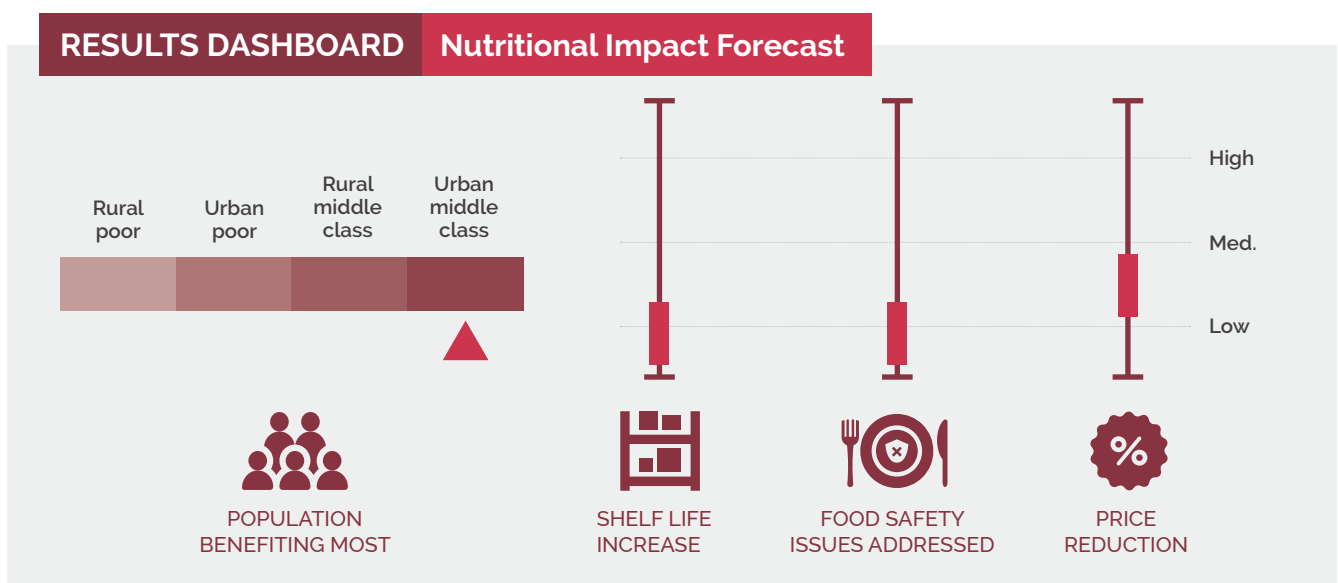 RESULTS DASHBOARD Nutritional Impact Forecast
Rural
poor
Urban
poor
Rural
middle
class
Urban
middle
class
High
Med.
Low
POPULATION
BENEFITING MOST
SHELF LIFE
INCREASE
FOOD SAFETY
ISSUES ADDRESSED
%
PRICE
REDUCTION